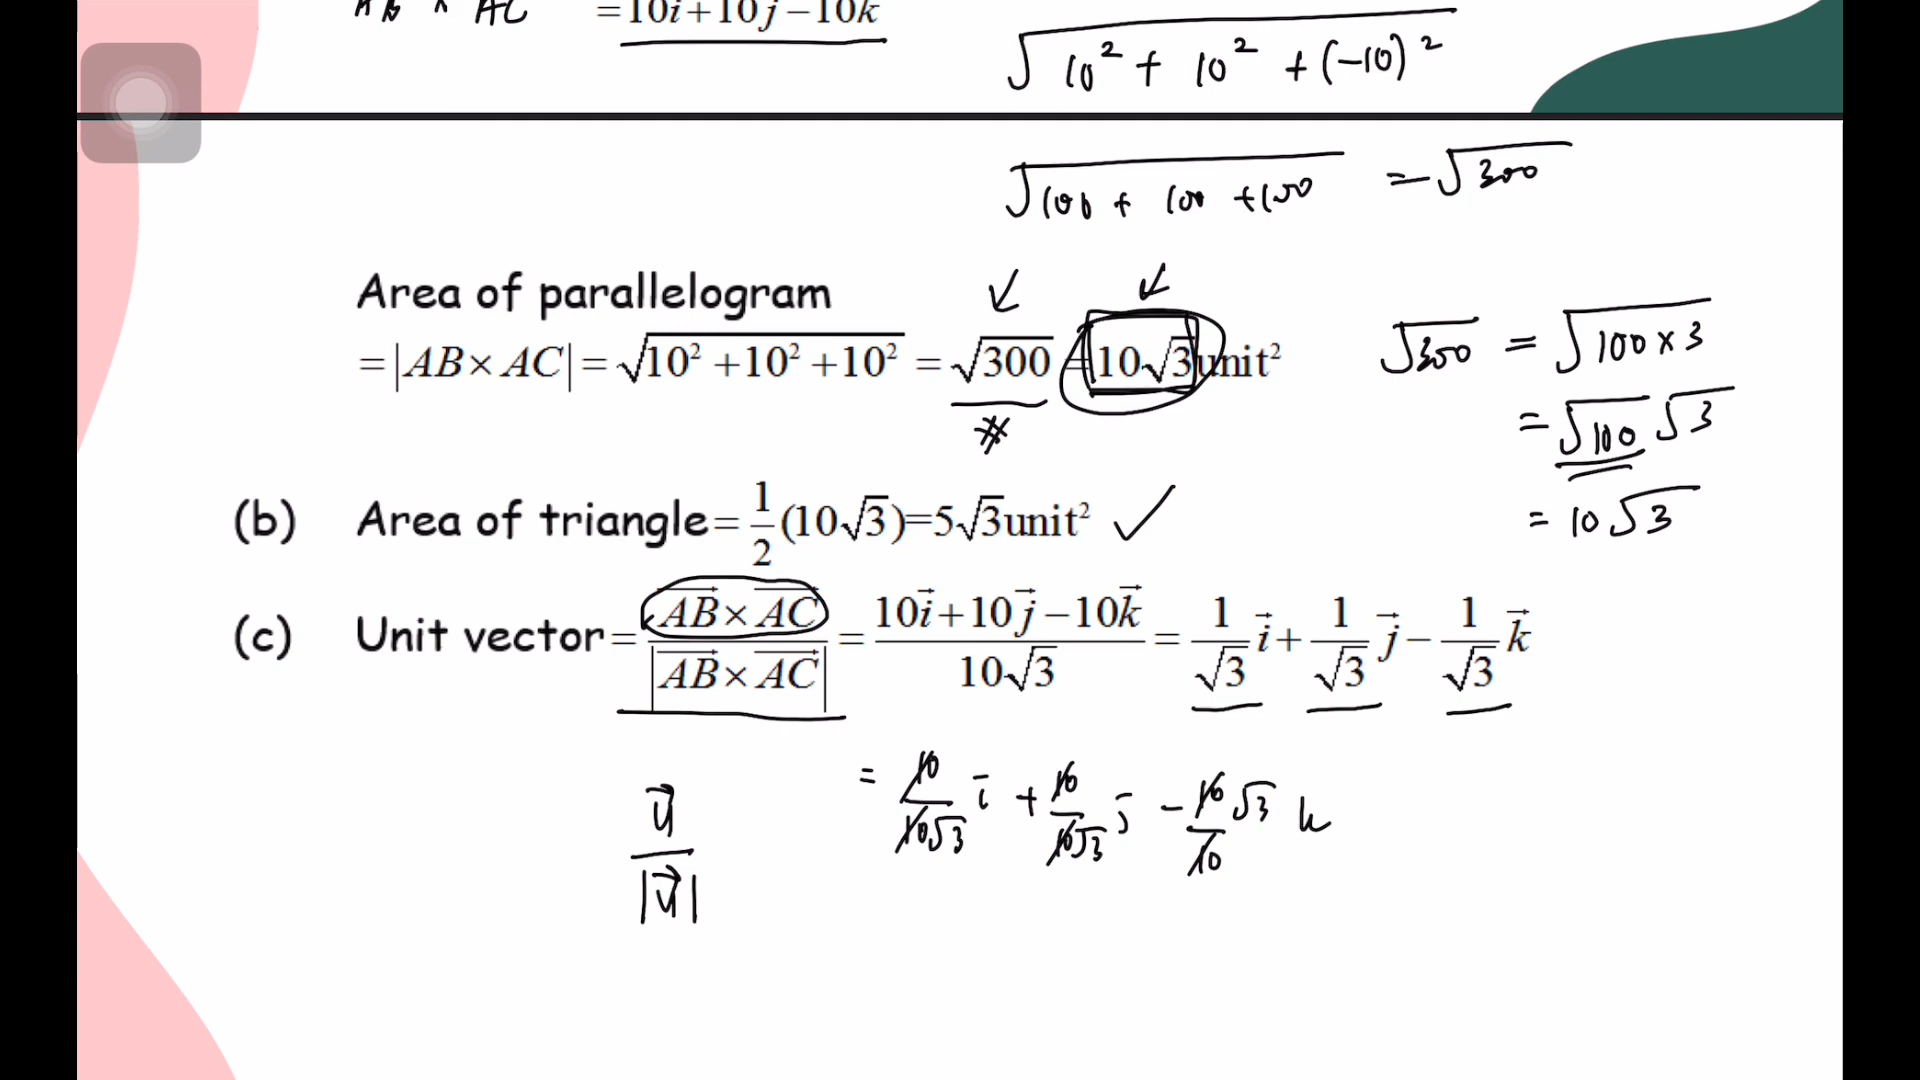 AB × AC = 10i + 10j − 10k
√(10² + 10² + (−10)²)
√(100 + 100 + 100) = √300
Area of parallelogram
= |AB × AC| = √(10² + 10² + 10²) = √300 = 10√3 unit²
#
√300 = √(100 × 3)
= √100 √3
= 10√3
(b) Area of triangle = 1/2 (10√3) = 5√3 unit²
(c) Unit vector = (AB⃗ × AC⃗)/|AB⃗ × AC⃗| = (10i⃗ + 10j⃗ − 10k⃗)/(10√3) = 1/√3 i⃗ + 1/√3 j⃗ − 1/√3 k⃗
= 10/(10√3) i + 10/(10√3) j − 10/10 √3 k
u⃗/|u⃗|